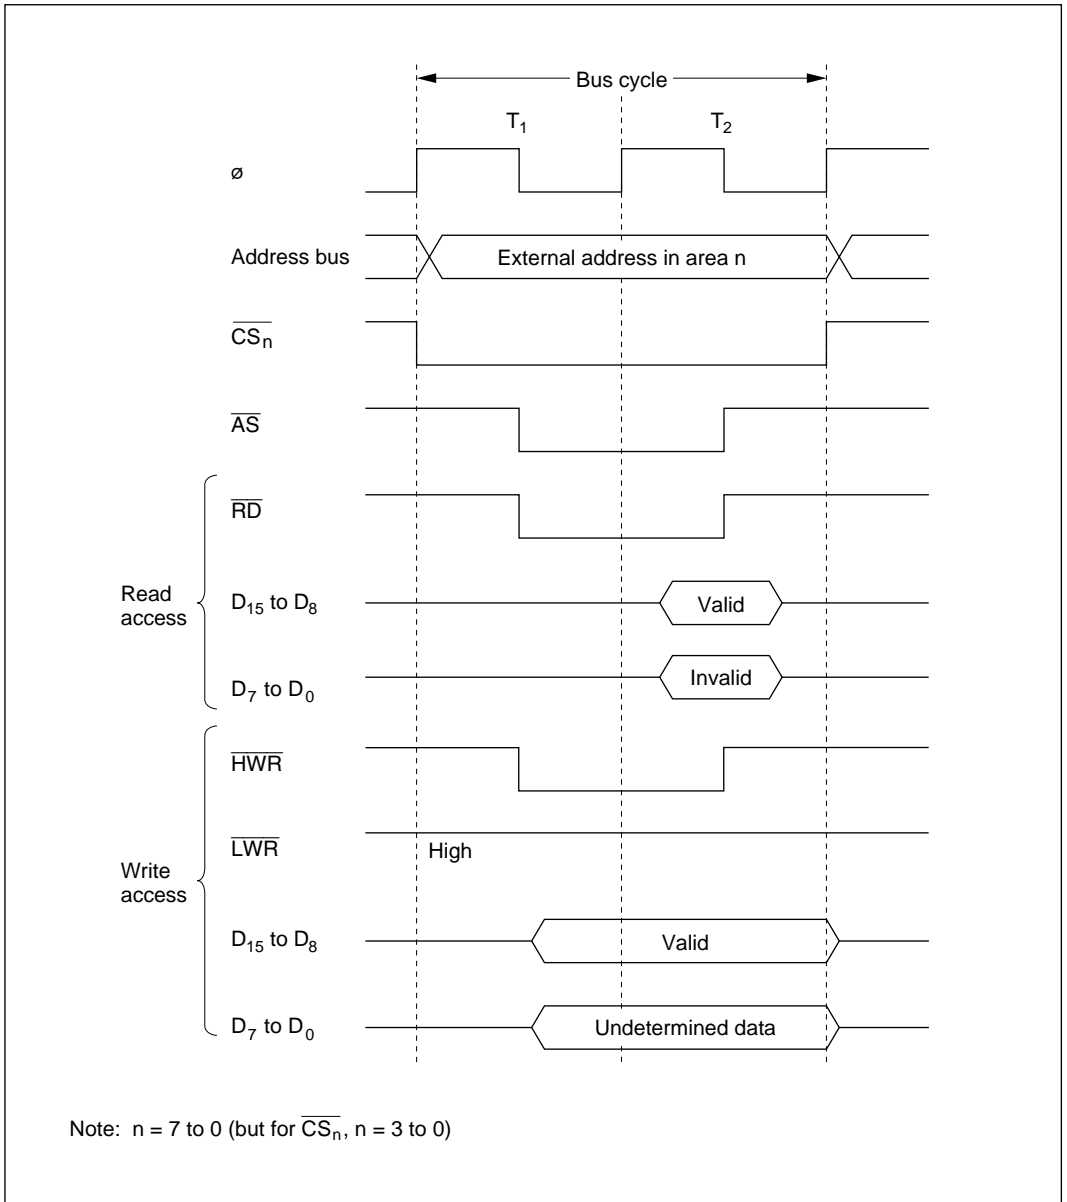 Bus cycle
T1 T2
ø
Address bus External address in area n
CSn
AS
RD
Read access
D15 to D8 Valid
D7 to D0 Invalid
HWR
LWR High
Write access
D15 to D8 Valid
D7 to D0 Undetermined data
Note: n = 7 to 0 (but for CSn, n = 3 to 0)